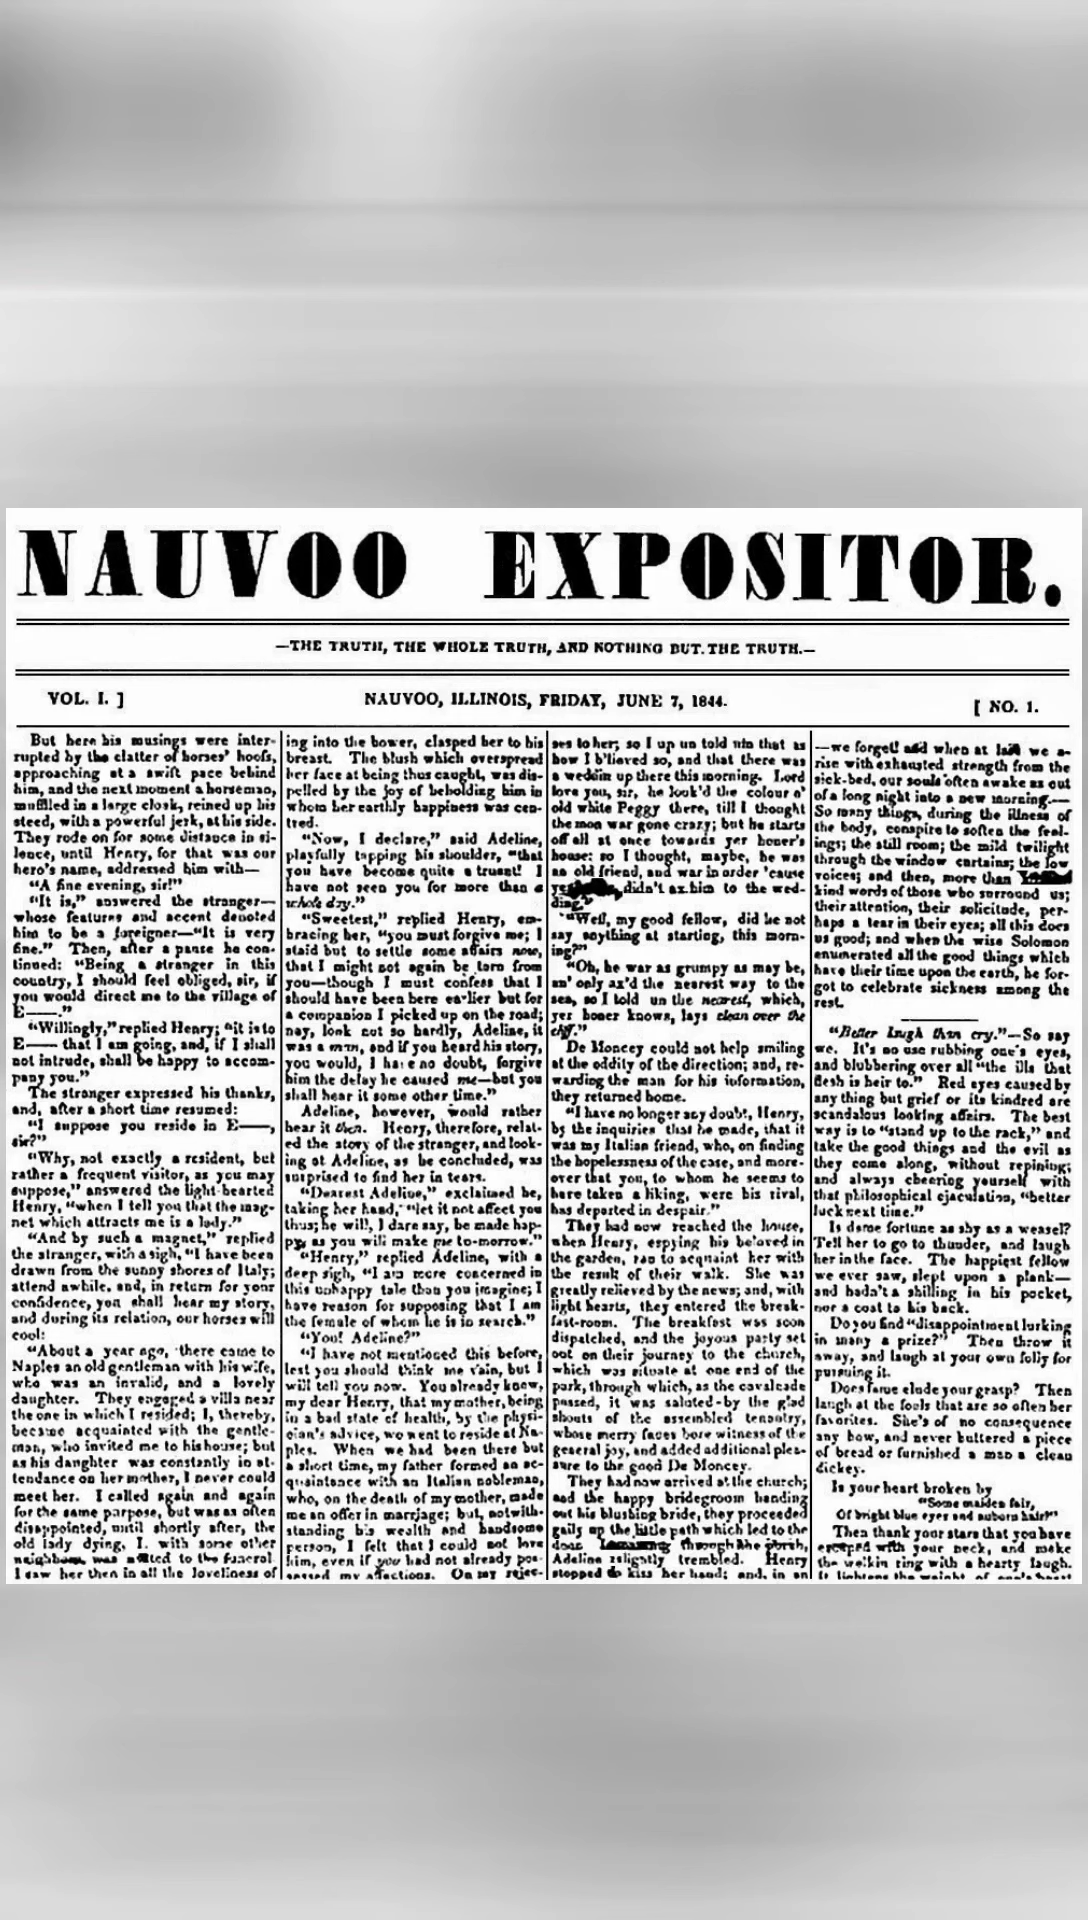 NAUVOO EXPOSITOR.
—THE TRUTH, THE WHOLE TRUTH, AND NOTHING BUT THE TRUTH.—
VOL. I. ]
NAUVOO, ILLINOIS, FRIDAY, JUNE 7, 1844.
[ NO. 1.
But here his musings were inter-
rupted by the clatter of horses' hoofs,
approaching at a swift pace behind
him, and the next moment a horseman,
muffled in a large cloak, reined up his
steed, with a powerful jerk, at his side.
They rode on for some distance in si-
lence, until Henry, for that was our
hero's name, addressed him with—
"A fine evening, sir!"
"It is," answered the stranger—
whose features and accent denoted
him to be a foreigner—"It is very
fine." Then, after a pause he con-
tinued: "Being a stranger in this
country, I should feel obliged, sir, if
you would direct me to the village of
E——."
"Willingly," replied Henry; "it is to
E—— that I am going, and, if I shall
not intrude, shall be happy to accom-
pany you."
The stranger expressed his thanks,
and, after a short time resumed:
"I suppose you reside in E——,
sir?"
"Why, not exactly a resident, but
rather a frequent visitor, as you may
suppose," answered the light-hearted
Henry, "when I tell you that the mag-
net which attracts me is a lady."
"And by such a magnet," replied
the stranger, with a sigh, "I have been
drawn from the sunny shores of Italy;
attend awhile, and, in return for your
confidence, you shall hear my story,
and during its relation, our horses will
cool:
"About a year ago, there came to
Naples an old gentleman with his wife,
who was an invalid, and a lovely
daughter. They engaged a villa near
the one in which I resided; I, thereby,
became acquainted with the gentle-
man, who invited me to his house; but
as his daughter was constantly in at-
tendance on her mother, I never could
meet her. I called again and again
for the same purpose, but was as often
disappointed, until shortly after, the
old lady dying, I, with some other
neighbors, was to the funeral
I saw her then in all the loveliness of
ing into the bower, clasped her to his
breast. The blush which overspread
her face at being thus caught, was dis-
pelled by the joy of beholding him in
whom her earthly happiness was cen-
tred.
"Now, I declare," said Adeline,
playfully tapping his shoulder, "that
you have become quite a truant! I
have not seen you for more than a
whole day."
"Sweetest," replied Henry, em-
bracing her, "you must forgive me; I
staid but to settle some affairs now,
that I might not again be torn from
you—though I must confess that I
should have been here earlier but for
a companion I picked up on the road;
nay, look not so hardly, Adeline, it
was a man, and if you heard his story,
you would, I have no doubt, forgive
him the delay he caused me—but you
shall hear it some other time."
Adeline, however, would rather
hear it then. Henry, therefore, relat-
ed the story of the stranger, and look-
ing at Adeline, as he concluded, was
surprised to find her in tears.
"Dearest Adeline," exclaimed he,
taking her hand, "let it not affect you
thus; he will, I dare say, be made hap-
py, as you will make me to-morrow."
"Henry," replied Adeline, with a
deep sigh, "I am more concerned in
this unhappy tale than you imagine; I
have reason for supposing that I am
the female of whom he is in search."
"You! Adeline?"
"I have not mentioned this before,
lest you should think me vain, but I
will tell you now. You already know,
my dear Henry, that my mother, being
in a bad state of health, by the physi-
cian's advice, we went to reside at Na-
ples. When we had been there but
a short time, my father formed an ac-
quaintance with an Italian nobleman,
who, on the death of my mother, made
me an offer in marriage; but, notwith-
standing his wealth and handsome
person, I felt that I could not love
him, even if you had not already pos-
sessed my affections. On my rejec-
ses to her; so I up un told him that as
how I b'lieved so, and that there was
a weddin up there this morning. Lord
love you, sir, he look'd the colour o'
old white Peggy there, till I thought
the mon war gone crazy; but he starts
off all at once towards yer honer's
house: so I thought, maybe, he was
an old friend, and war in order 'cause
didn't ax him to the wed-
ding."
"Well, my good fellow, did he not
say anything at starting, this morn-
ing?"
"Oh, he war as grumpy as may be,
an' only ax'd the nearest way to the
sea, so I told un the nearest, which,
yer honer knows, lays clean over the
cliff."
De Moncey could not help smiling
at the oddity of the direction; and, re-
warding the man for his information,
they returned home.
"I have no longer any doubt, Henry,
by the inquiries that he made, that it
was my Italian friend, who, on finding
the hopelessness of the case, and more-
over that you, to whom he seems to
have taken a liking, were his rival,
has departed in despair."
They had now reached the house,
when Henry, espying his beloved in
the garden, ran to acquaint her with
the result of their walk. She was
greatly relieved by the news; and, with
light hearts, they entered the break-
fast-room. The breakfast was soon
dispatched, and the joyous party set
out on their journey to the church,
which was situate at one end of the
park, through which, as the cavalcade
passed, it was saluted by the glad
shouts of the assembled tenantry,
whose merry faces bore witness of the
general joy, and added additional plea-
sure to the good De Moncey.
They had now arrived at the church;
and the happy bridegroom handing
out his blushing bride, they proceeded
gaily up the little path which led to the
door. through the porch,
Adeline slightly trembled. Henry
stopped to kiss her hand; and, in an
—we forget! and when at last we a-
rise with exhausted strength from the
sick-bed, our souls often awake as out
of a long night into a new morning.—
So many things, during the illness of
the body, conspire to soften the feel-
ings; the still room; the mild twilight
through the window curtains; the low
voices; and then, more than
kind words of those who surround us;
their attention, their solicitude, per-
haps a tear in their eyes; all this does
us good; and when the wise Solomon
enumerated all the good things which
have their time upon the earth, he for-
got to celebrate sickness among the
rest.
"Better laugh than cry."—So say
we. It's no use rubbing one's eyes,
and blubbering over all "the ills that
flesh is heir to." Red eyes caused by
any thing but grief or its kindred are
scandalous looking affairs. The best
way is to "stand up to the rack," and
take the good things and the evil as
they come along, without repining;
and always cheering yourself with
that philosophical ejaculation, "better
luck next time."
Is dame fortune as shy as a weasel?
Tell her to go to thunder, and laugh
her in the face. The happiest fellow
we ever saw, slept upon a plank—
and hadn't a shilling in his pocket,
nor a coat to his back.
Do you find "disappointment lurking
in many a prize?" Then throw it
away, and laugh at your own folly for
pursuing it.
Does fame elude your grasp? Then
laugh at the fools that are so often her
favorites. She's of no consequence
any how, and never buttered a piece
of bread or furnished a man a clean
dickey.
Is your heart broken by
"Some maiden fair,
Of bright blue eyes and auburn hair?"
Then thank your stars that you have
escaped with your neck, and make
the welkin ring with a hearty laugh.
It lightens the weight of one's heart